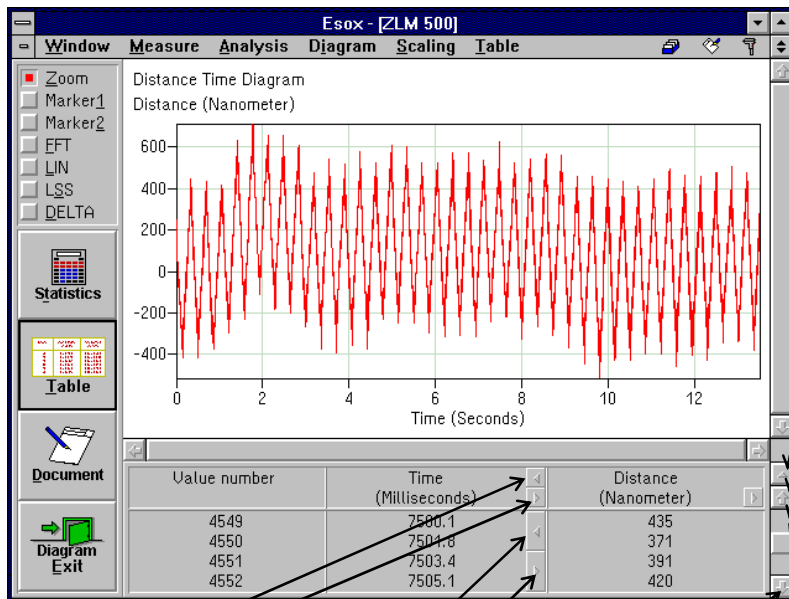 Esox - [ZLM 500]
Window Measure Analysis Diagram Scaling Table
Zoom
Marker1
Marker2
FFT
LIN
LSS
DELTA
Statistics
Table
Document
Diagram
Exit
Distance Time Diagram
Distance (Nanometer)
600
400
200
0
-200
-400
0 2 4 6 8 10 12
Time (Seconds)
Value number Time Distance
(Milliseconds) (Nanometer)
4549 7500.1 435
4550 7501.8 371
4551 7503.4 391
4552 7505.1 420